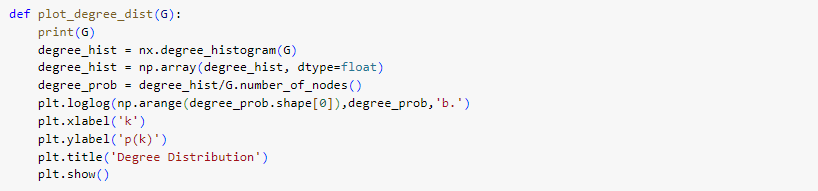 def plot_degree_dist(G):
    print(G)
    degree_hist = nx.degree_histogram(G)
    degree_hist = np.array(degree_hist, dtype=float)
    degree_prob = degree_hist/G.number_of_nodes()
    plt.loglog(np.arange(degree_prob.shape[0]),degree_prob,'b.')
    plt.xlabel('k')
    plt.ylabel('p(k)')
    plt.title('Degree Distribution')
    plt.show()